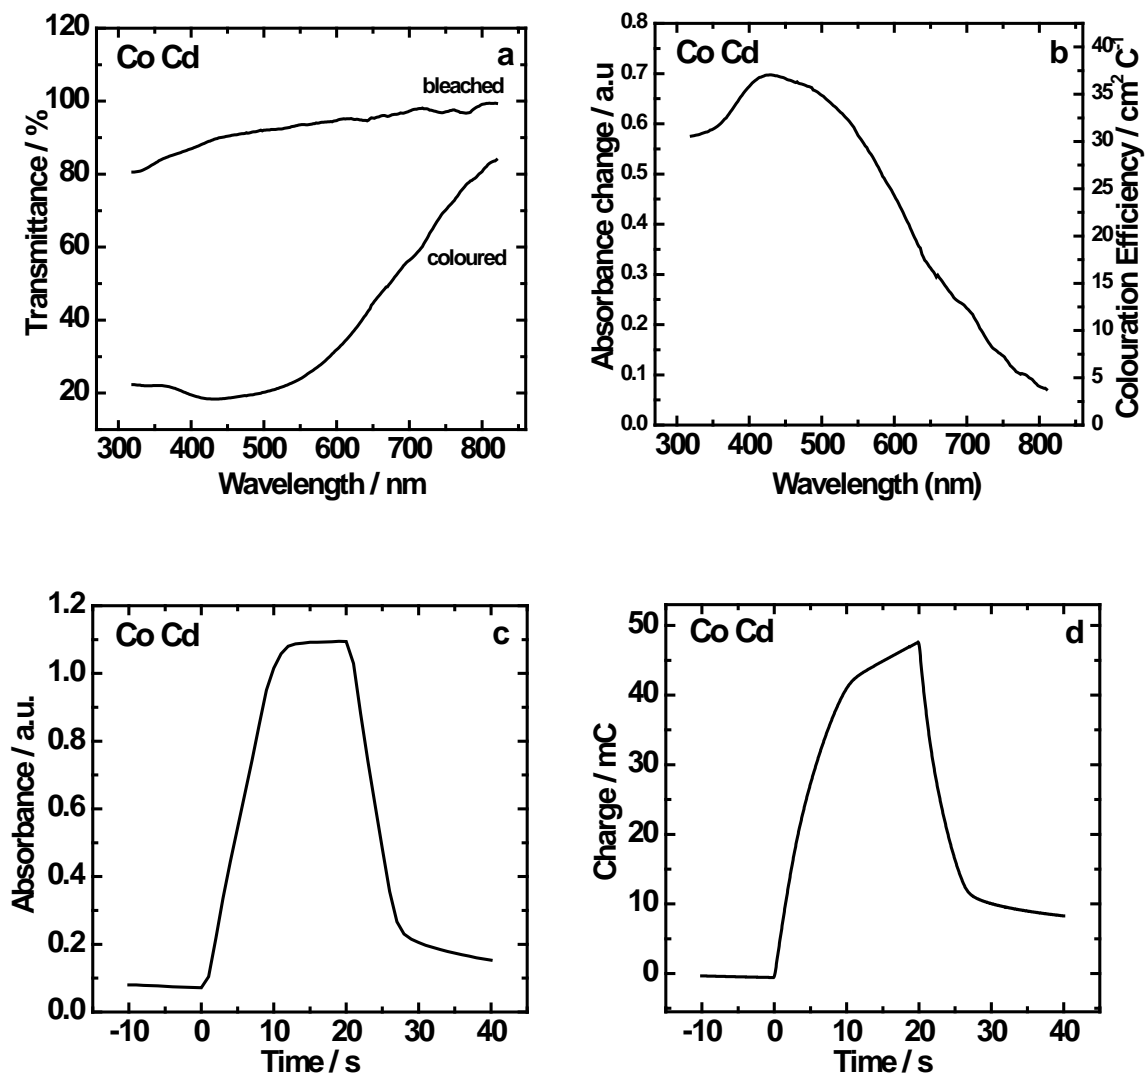 Co Cd a
bleached
coloured
120
100
80
60
40
20
Transmittance / %
300 400 500 600 700 800
Wavelength / nm
Co Cd b
0.8
0.7
0.6
0.5
0.4
0.3
0.2
0.1
0.0
Absorbance change / a.u
40
35
30
25
20
15
10
5
0
Colouration Efficiency / cm² C⁻¹
300 400 500 600 700 800
Wavelength (nm)
Co Cd c
1.2
1.0
0.8
0.6
0.4
0.2
0.0
Absorbance / a.u.
-10 0 10 20 30 40
Time / s
Co Cd d
50
40
30
20
10
0
Charge / mC
-10 0 10 20 30 40
Time / s